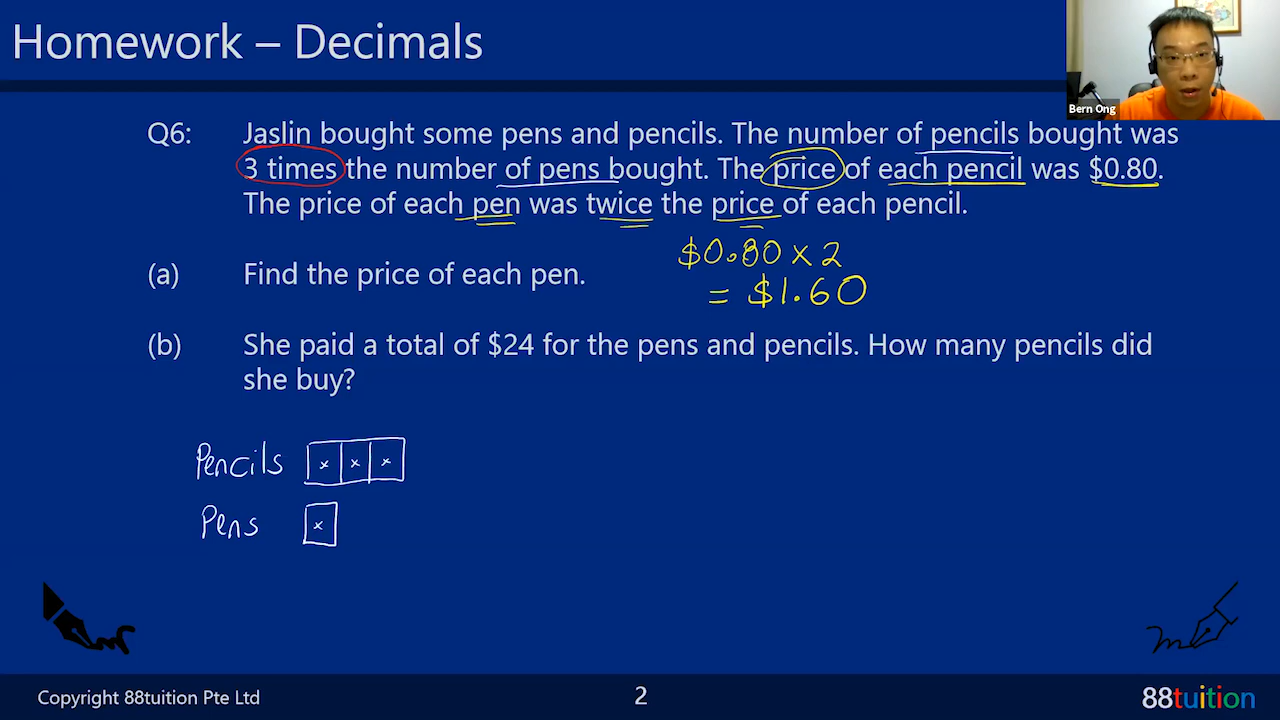 Homework – Decimals
Bern Ong
Q6: Jaslin bought some pens and pencils. The number of pencils bought was
3 times the number of pens bought. The price of each pencil was $0.80.
The price of each pen was twice the price of each pencil.
$0.80 x 2
(a) Find the price of each pen.
= $1.60
(b) She paid a total of $24 for the pens and pencils. How many pencils did
she buy?
Pencils x x x
Pens x
Copyright 88tuition Pte Ltd
2
88tuition